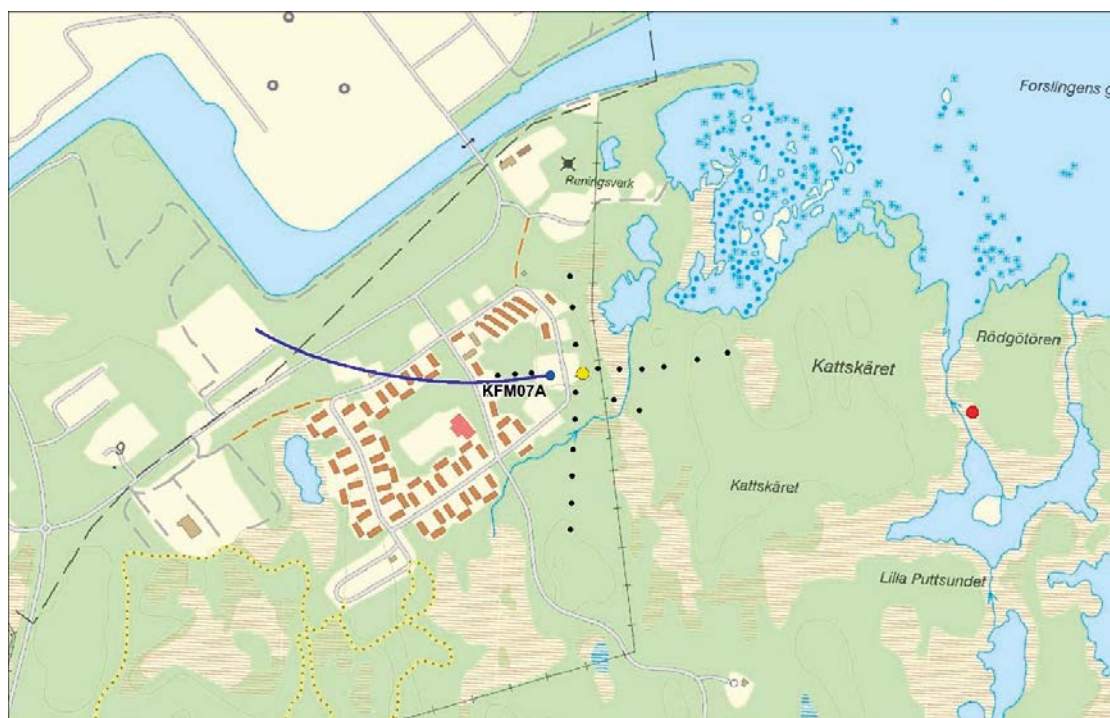 Forslingens g
Reningsverk
Rödgötören
Kattskäret
KFM07A
Kattskäret
Lilla Puttsundet